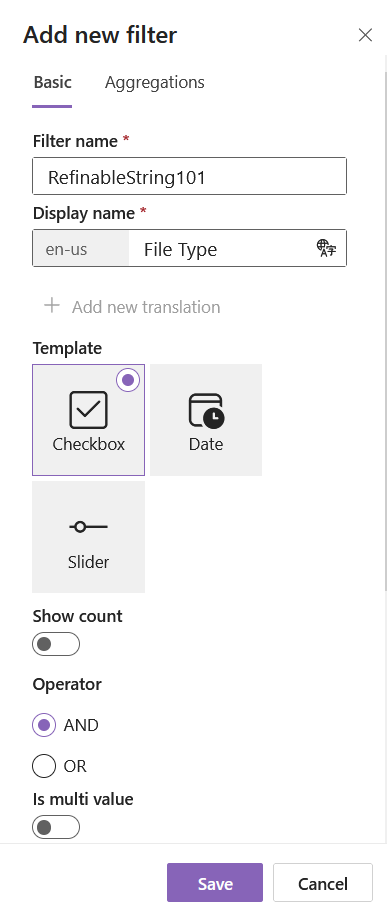 Add new filter
Basic Aggregations
Filter name *
RefinableString101
Display name *
en-us File Type
Add new translation
Template
Checkbox Date
Slider
Show count
Operator
AND
OR
Is multi value
Save Cancel